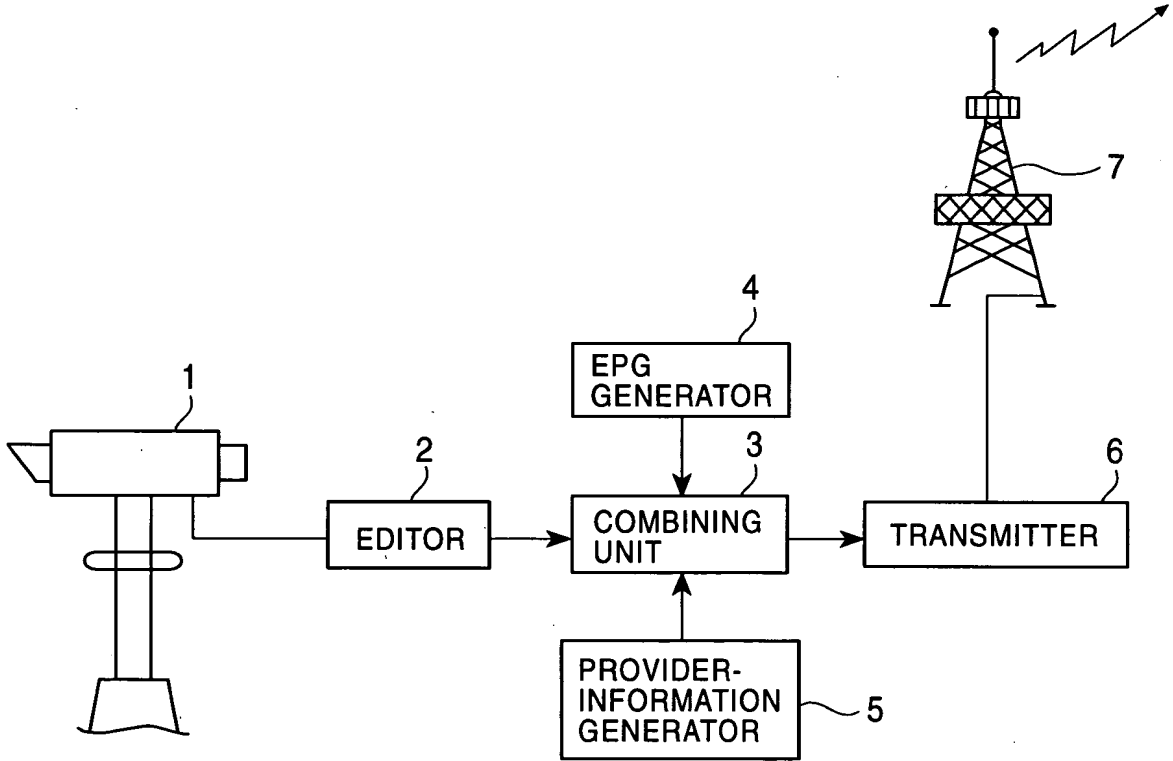 7
4
EPG
GENERATOR
1
2
3
6
EDITOR
COMBINING
UNIT
TRANSMITTER
PROVIDER-
INFORMATION
GENERATOR
5